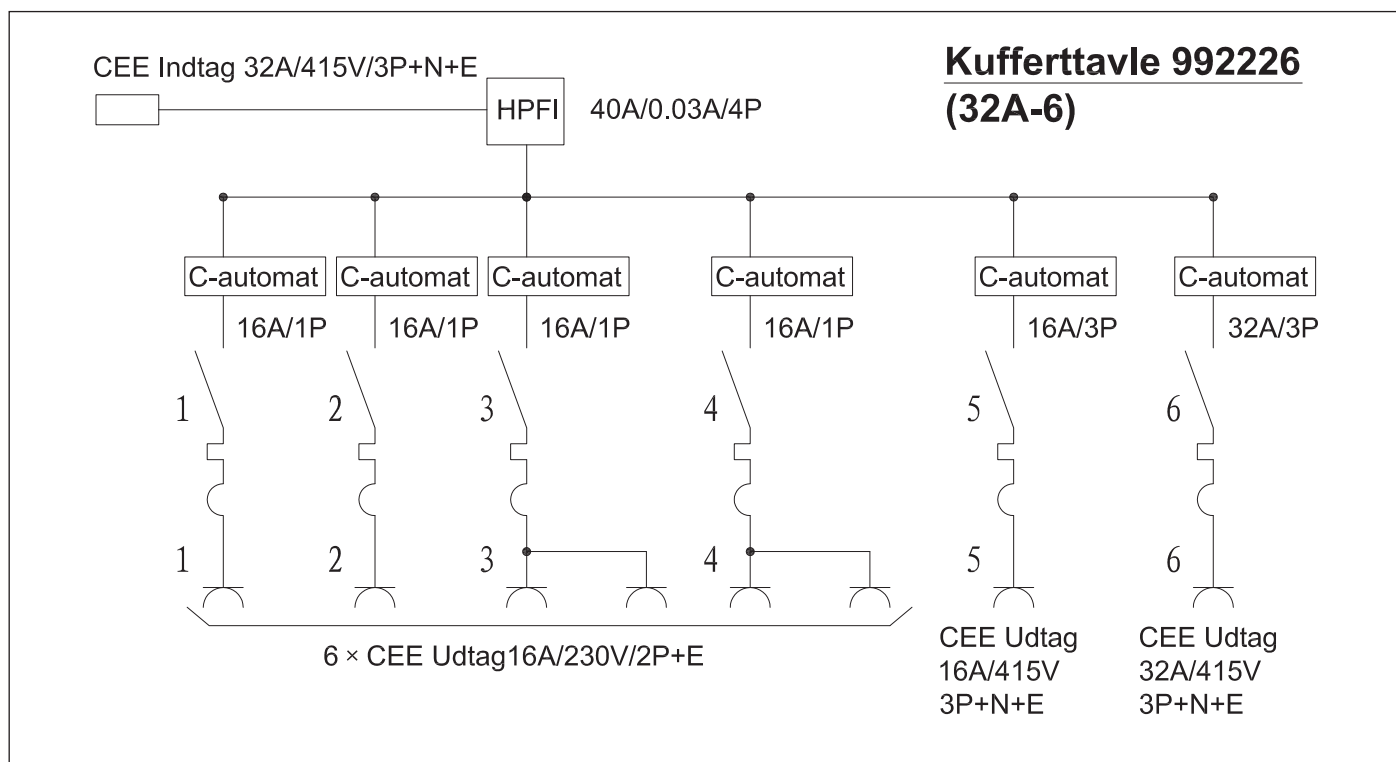 CEE Indtag 32A/415V/3P+N+E
HPFI
40A/0.03A/4P
Kufferttavle 992226
(32A-6)
C-automat C-automat C-automat C-automat C-automat C-automat
16A/1P 16A/1P 16A/1P 16A/1P 16A/3P 32A/3P
1 2 3 4 5 6
1 2 3 4 5 6
6 × CEE Udtag16A/230V/2P+E
CEE Udtag
16A/415V
3P+N+E
CEE Udtag
32A/415V
3P+N+E